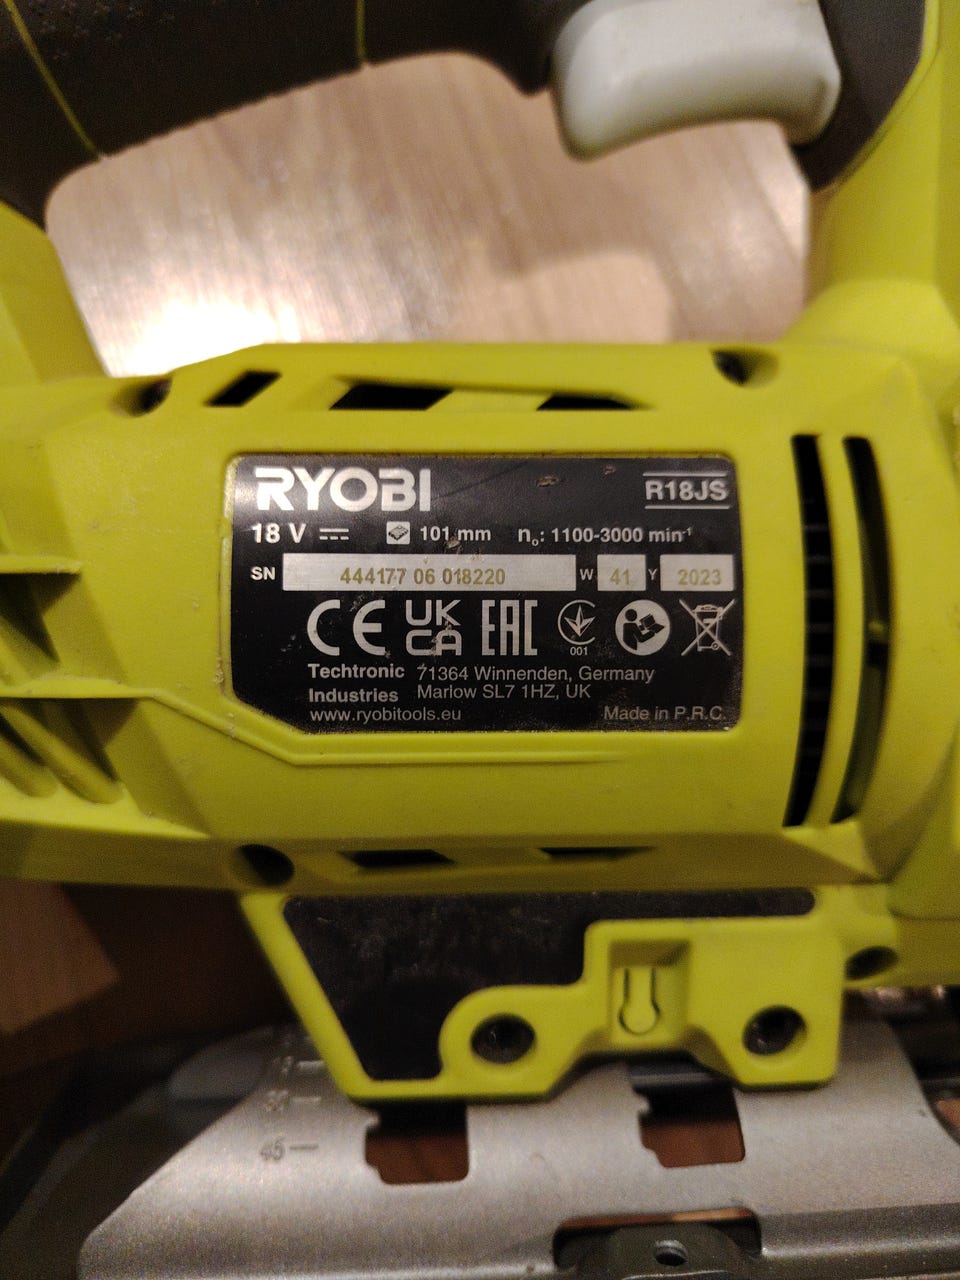 RYOBI R18JS
18 V 101 mm n₀: 1100-3000 min⁻¹
SN 444177 06 018220 W 41 Y 2023
CE UK CA EAC 001
Techtronic 71364 Winnenden, Germany
Industries Marlow SL7 1HZ, UK
www.ryobitools.eu Made in P.R.C.
45